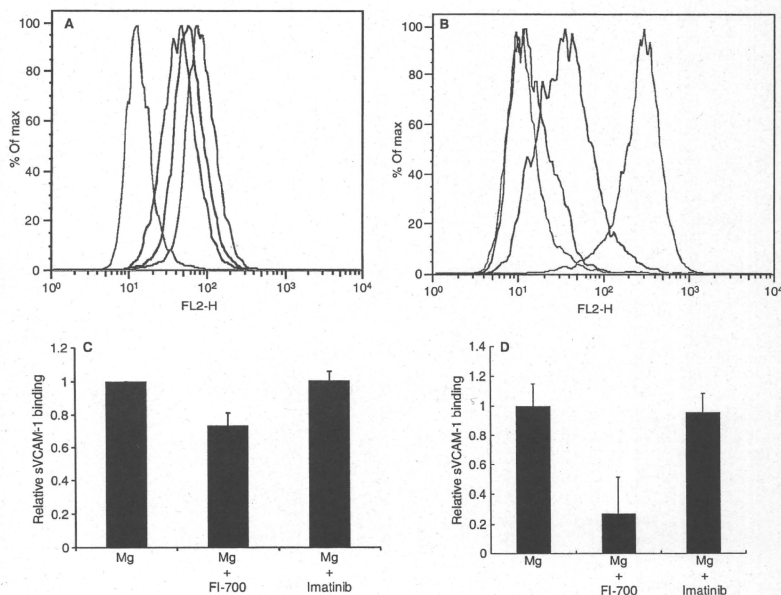 A
% Of max
100
80
60
40
20
0
10⁰
10¹
10²
10³
10⁴
FL2-H
B
% Of max
100
80
60
40
20
0
10⁰
10¹
10²
10³
10⁴
FL2-H
C
Relative sVCAM-1 binding
1.2
1
0.8
0.6
0.4
0.2
0
Mg
Mg
+
FI-700
Mg
+
Imatinib
D
Relative sVCAM-1 binding
1.4
1.2
1
0.8
0.6
0.4
0.2
0
Mg
Mg
+
FI-700
Mg
+
Imatinib